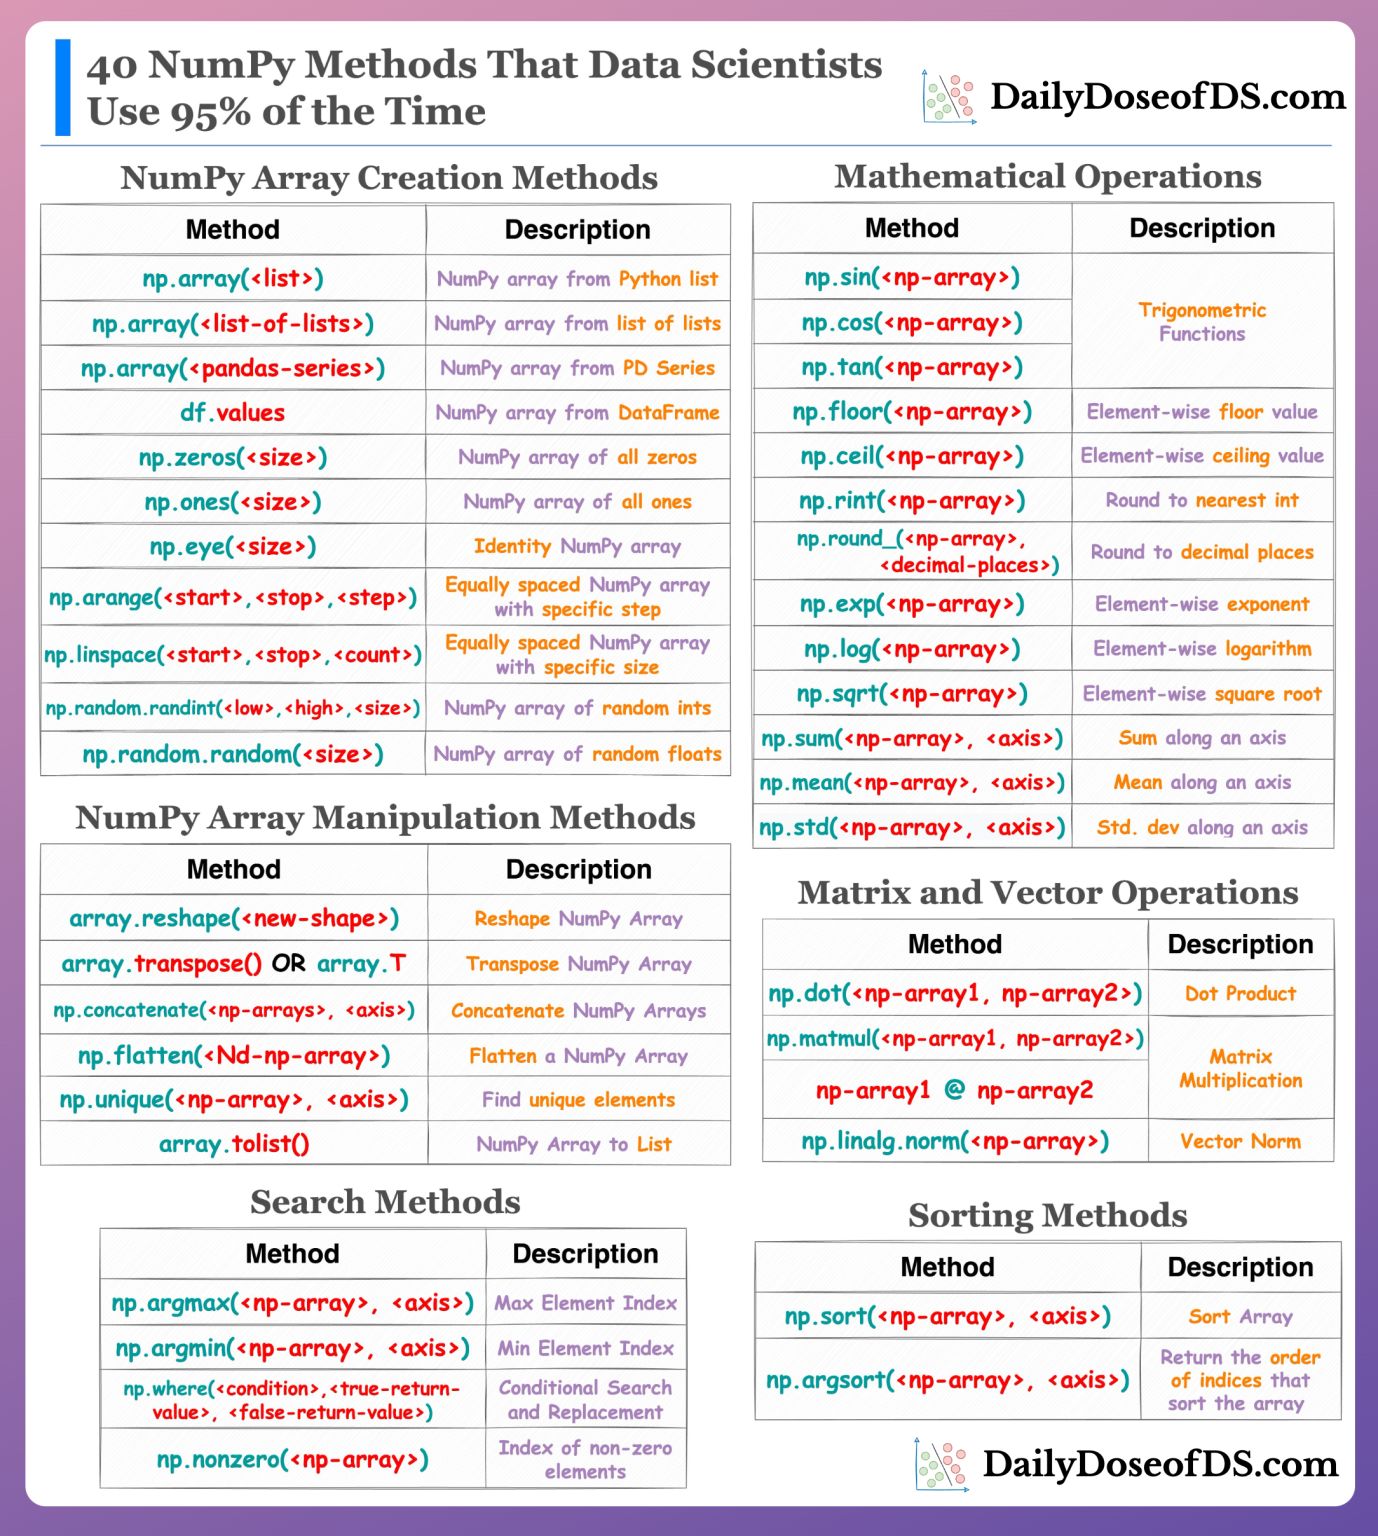 40 NumPy Methods That Data Scientists
Use 95% of the Time
DailyDoseofDS.com
NumPy Array Creation Methods
Method Description
np.array(<list>) NumPy array from Python list
np.array(<list-of-lists>) NumPy array from list of lists
np.array(<pandas-series>) NumPy array from PD Series
df.values NumPy array from DataFrame
np.zeros(<size>) NumPy array of all zeros
np.ones(<size>) NumPy array of all ones
np.eye(<size>) Identity NumPy array
np.arange(<start>,<stop>,<step>) Equally spaced NumPy array
with specific step
np.linspace(<start>,<stop>,<count>) Equally spaced NumPy array
with specific size
np.random.randint(<low>,<high>,<size>) NumPy array of random ints
np.random.random(<size>) NumPy array of random floats
NumPy Array Manipulation Methods
Method Description
array.reshape(<new-shape>) Reshape NumPy Array
array.transpose() OR array.T Transpose NumPy Array
np.concatenate(<np-arrays>, <axis>) Concatenate NumPy Arrays
np.flatten(<Nd-np-array>) Flatten a NumPy Array
np.unique(<np-array>, <axis>) Find unique elements
array.tolist() NumPy Array to List
Search Methods
Method Description
np.argmax(<np-array>, <axis>) Max Element Index
np.argmin(<np-array>, <axis>) Min Element Index
np.where(<condition>,<true-return-
value>, <false-return-value>) Conditional Search
and Replacement
np.nonzero(<np-array>) Index of non-zero
elements
Mathematical Operations
Method Description
np.sin(<np-array>)
np.cos(<np-array>) Trigonometric
Functions
np.tan(<np-array>)
np.floor(<np-array>) Element-wise floor value
np.ceil(<np-array>) Element-wise ceiling value
np.rint(<np-array>) Round to nearest int
np.round_(<np-array>,
<decimal-places>) Round to decimal places
np.exp(<np-array>) Element-wise exponent
np.log(<np-array>) Element-wise logarithm
np.sqrt(<np-array>) Element-wise square root
np.sum(<np-array>, <axis>) Sum along an axis
np.mean(<np-array>, <axis>) Mean along an axis
np.std(<np-array>, <axis>) Std. dev along an axis
Matrix and Vector Operations
Method Description
np.dot(<np-array1, np-array2>) Dot Product
np.matmul(<np-array1, np-array2>) Matrix
Multiplication
np-array1 @ np-array2
np.linalg.norm(<np-array>) Vector Norm
Sorting Methods
Method Description
np.sort(<np-array>, <axis>) Sort Array
np.argsort(<np-array>, <axis>) Return the order
of indices that
sort the array
DailyDoseofDS.com